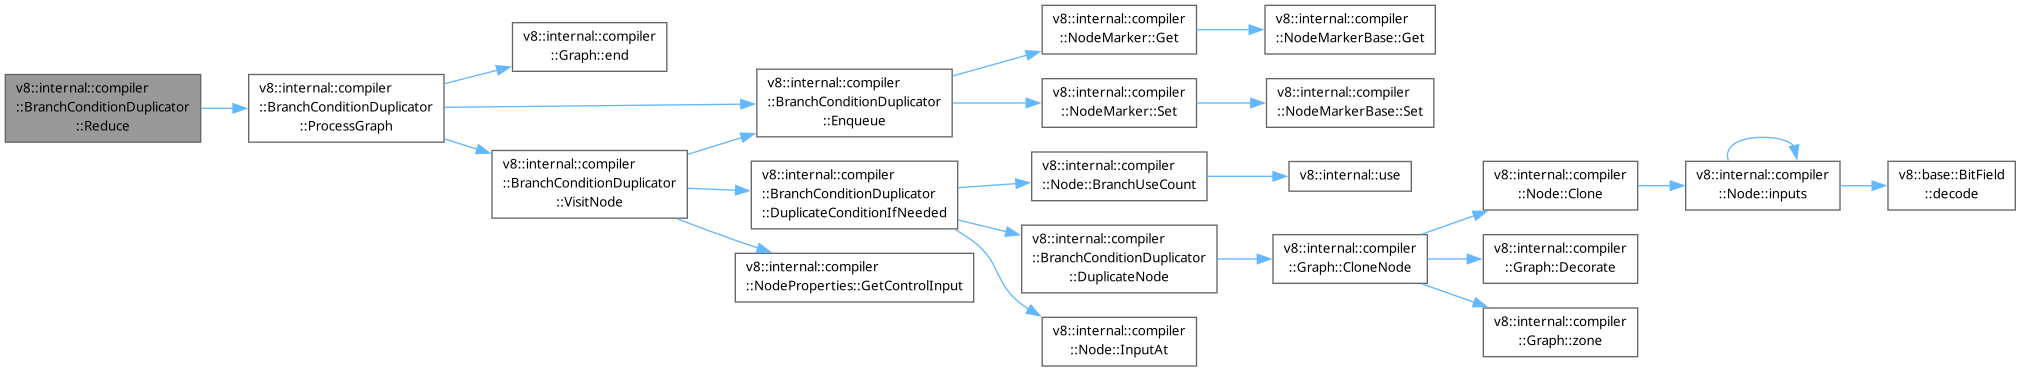 v8::internal::compiler
::BranchConditionDuplicator
::Reduce
v8::internal::compiler
::BranchConditionDuplicator
::ProcessGraph
v8::internal::compiler
::Graph::end
v8::internal::compiler
::BranchConditionDuplicator
::VisitNode
v8::internal::compiler
::BranchConditionDuplicator
::Enqueue
v8::internal::compiler
::BranchConditionDuplicator
::DuplicateConditionIfNeeded
v8::internal::compiler
::NodeProperties::GetControlInput
v8::internal::compiler
::NodeMarker::Get
v8::internal::compiler
::NodeMarkerBase::Get
v8::internal::compiler
::NodeMarker::Set
v8::internal::compiler
::NodeMarkerBase::Set
v8::internal::compiler
::Node::BranchUseCount
v8::internal::use
v8::internal::compiler
::BranchConditionDuplicator
::DuplicateNode
v8::internal::compiler
::Node::InputAt
v8::internal::compiler
::Graph::CloneNode
v8::internal::compiler
::Node::Clone
v8::internal::compiler
::Graph::Decorate
v8::internal::compiler
::Graph::zone
v8::internal::compiler
::Node::inputs
v8::base::BitField
::decode